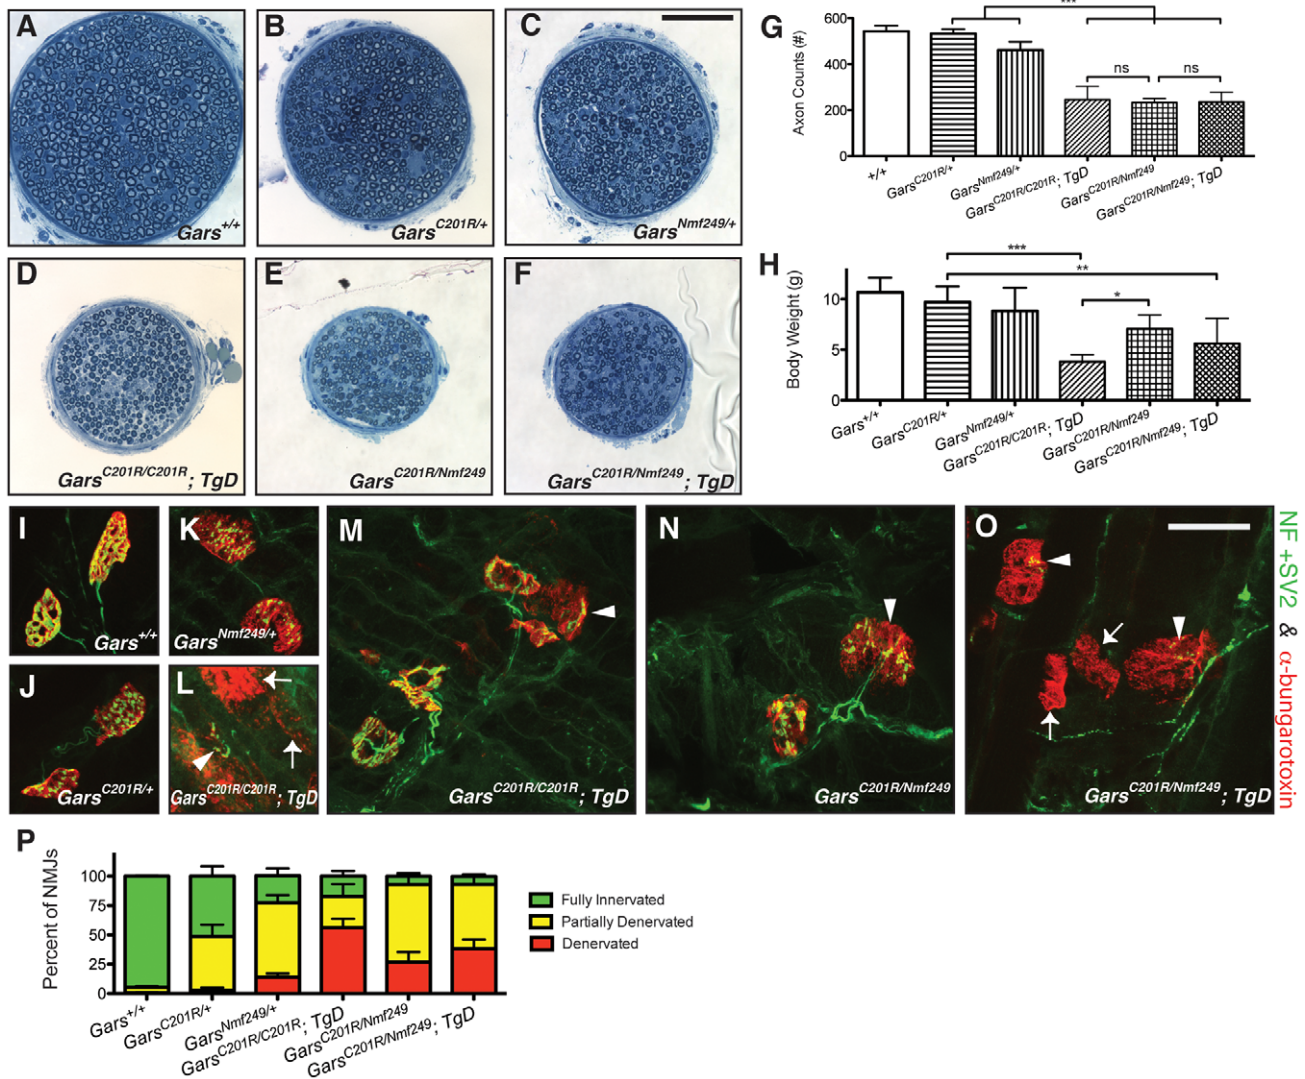 A
Gars+/+
B
GarsC201R/+
C
GarsNmf249/+
D
GarsC201R/C201R; TgD
E
GarsC201R/Nmf249
F
GarsC201R/Nmf249; TgD
G
Axon Counts (#)
600
400
200
0
***
ns
ns
+/+
GarsC201R/+
GarsNmf249/+
GarsC201R/C201R; TgD
GarsC201R/Nmf249
GarsC201R/Nmf249; TgD
H
Body Weight (g)
10
5
0
***
**
*
Gars+/+
GarsC201R/+
GarsNmf249/+
GarsC201R/C201R; TgD
GarsC201R/Nmf249
GarsC201R/Nmf249; TgD
I
Gars+/+
J
GarsC201R/+
K
GarsNmf249/+
L
GarsC201R/C201R; TgD
M
GarsC201R/C201R; TgD
N
GarsC201R/Nmf249
O
GarsC201R/Nmf249; TgD
NF +SV2 & α-bungarotoxin
P
Percent of NMJs
100
75
50
25
0
Gars+/+
GarsC201R/+
GarsNmf249/+
GarsC201R/C201R; TgD
GarsC201R/Nmf249
GarsC201R/Nmf249; TgD
Fully Innervated
Partially Denervated
Denervated